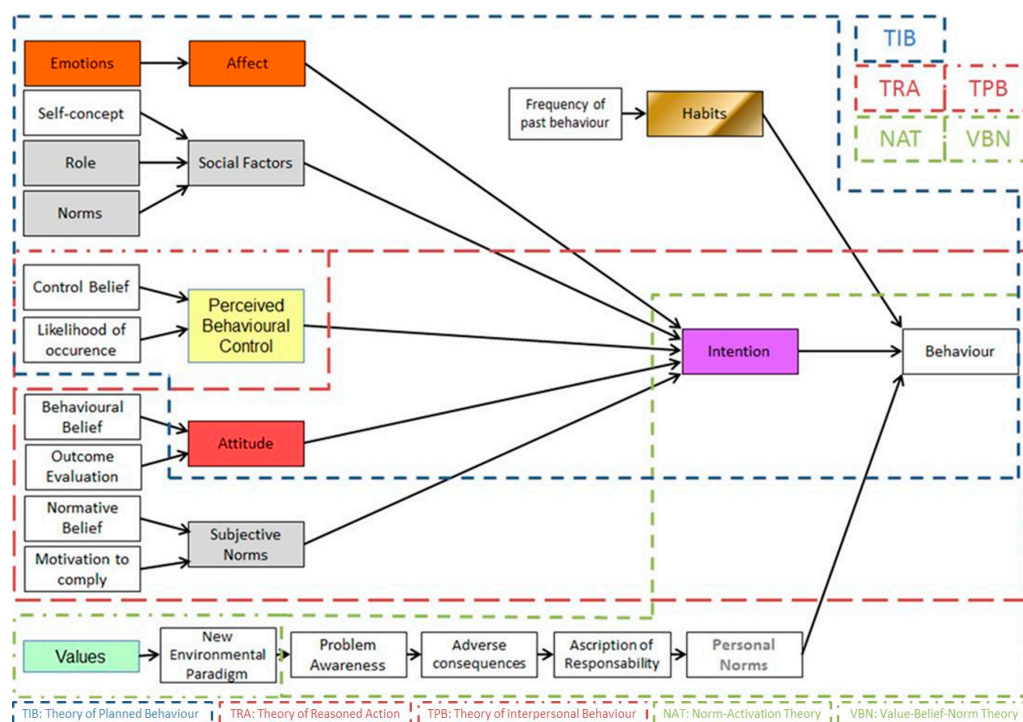 Emotions
Affect
TIB
TRA
TPB
NAT
VBN
Self-concept
Role
Norms
Social Factors
Frequency of
past behaviour
Habits
Control Belief
Likelihood of
occurence
Perceived
Behavioural
Control
Intention
Behaviour
Behavioural
Belief
Outcome
Evaluation
Attitude
Normative
Belief
Motivation to
comply
Subjective
Norms
Values
New
Environmental
Paradigm
Problem
Awareness
Adverse
consequences
Ascription of
Responsability
Personal
Norms
TIB: Theory of Planned Behaviour
TRA: Theory of Reasoned Action
TPB: Theory of Interpersonal Behaviour
NAT: Norm-Activation Theory
VBN: Value-Belief-Norm Theory